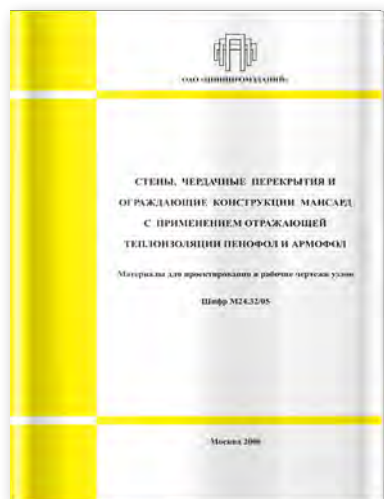 ОАО «ЦНИИПРОМЗДАНИЙ»
СТЕНЫ, ЧЕРДАЧНЫЕ ПЕРЕКРЫТИЯ И
ОГРАЖДАЮЩИЕ КОНСТРУКЦИИ МАНСАРД
С ПРИМЕНЕНИЕМ ОТРАЖАЮЩЕЙ
ТЕПЛОИЗОЛЯЦИИ ПЕНОФОЛ И АРМОФОЛ
Материалы для проектирования и рабочие чертежи узлов
Шифр М24.32/05
Москва 2006